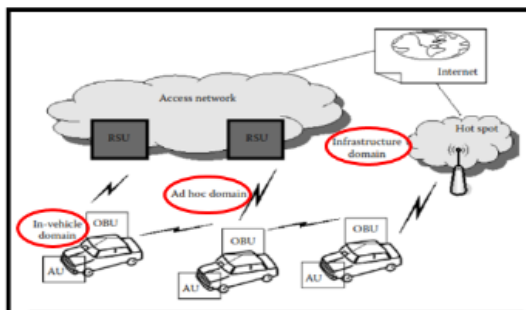 Internet
Access network
Hot spot
RSU
RSU
Infrastructure
domain
Ad hoc domain
In-vehicle
domain
OBU
AU
OBU
AU
OBU
AU